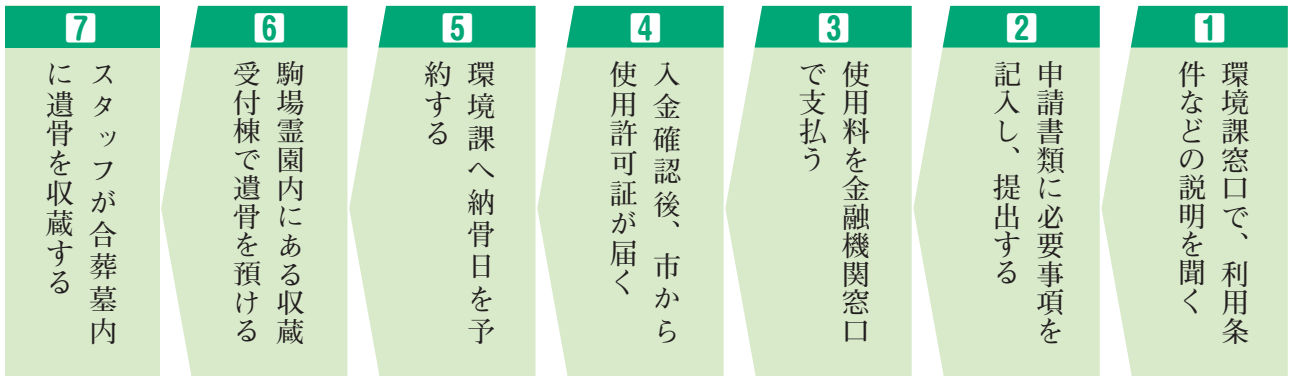 1
環境課窓口で、利用条
件などの説明を聞く
2
申請書類に必要事項を
記入し、提出する
3
使用料を金融機関窓口
で支払う
4
入金確認後、市から
使用許可証が届く
5
環境課へ納骨日を予
約する
6
駒場霊園内にある収蔵
受付棟で遺骨を預ける
7
スタッフが合葬墓内
に遺骨を収蔵する